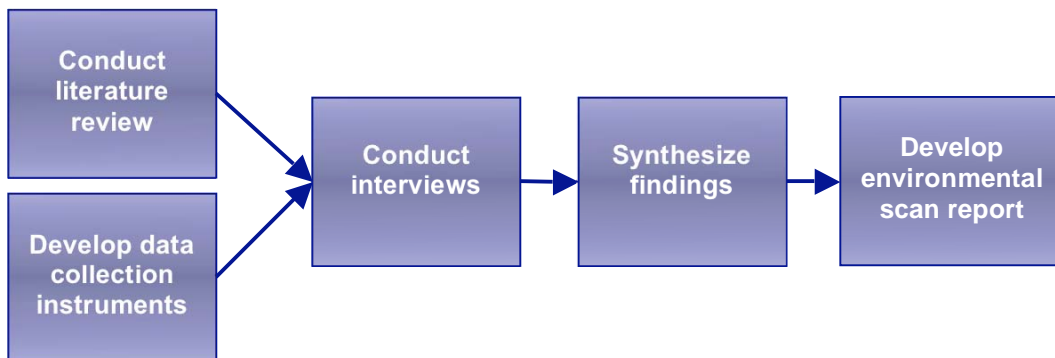 Conduct
literature
review
Develop data
collection
instruments
Conduct
interviews
Synthesize
findings
Develop
environmental
scan report